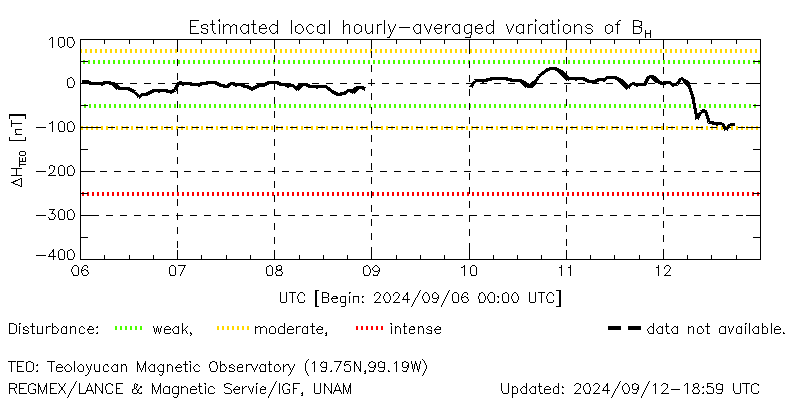 Estimated local hourly-averaged variations of BH
100
0
-100
-200
-300
-400
ΔHTEO [nT]
06 07 08 09 10 11 12
UTC [Begin: 2024/09/06 00:00 UTC]
Disturbance: weak, moderate, intense data not available.
TEO: Teoloyucan Magnetic Observatory (19.75N,99.19W)
REGMEX/LANCE & Magnetic Servie/IGF, UNAM Updated: 2024/09/12-18:59 UTC